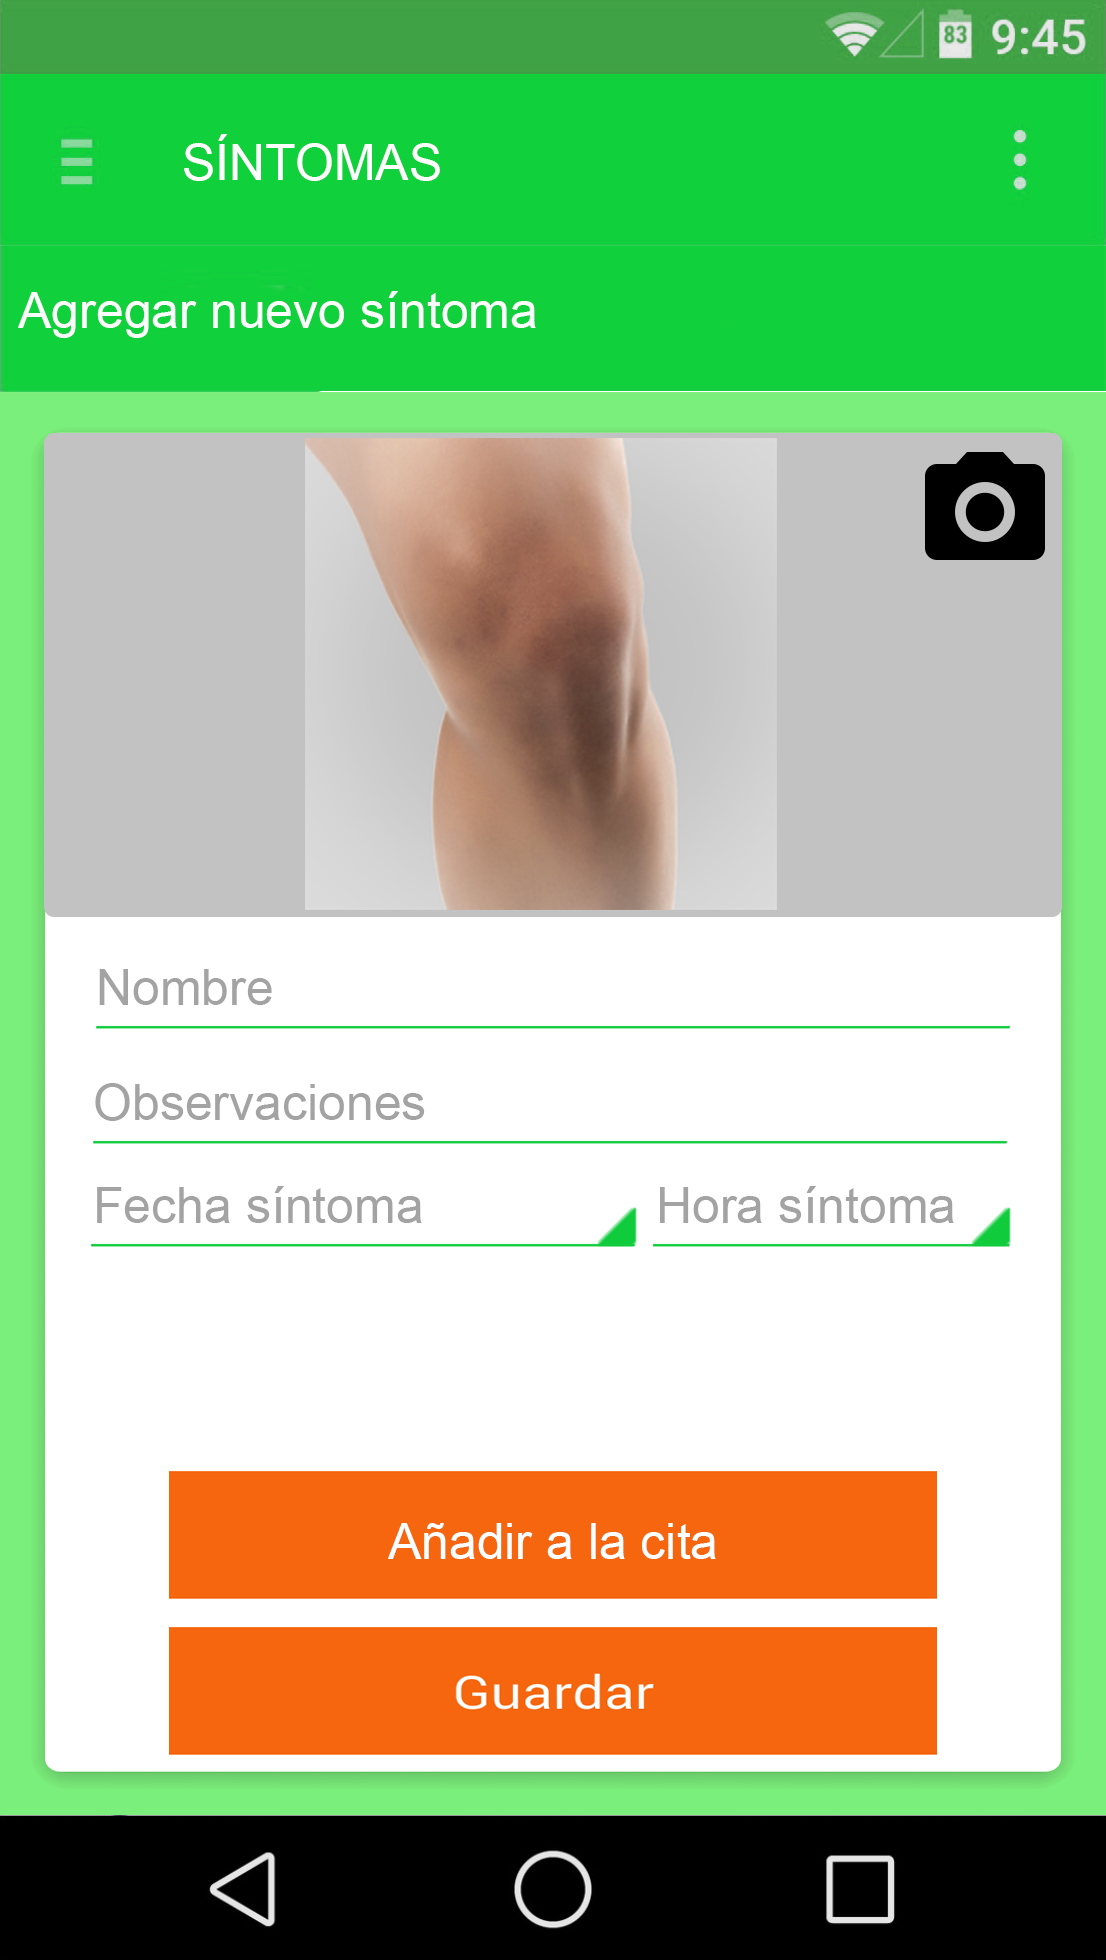 83 9:45
SÍNTOMAS
Agregar nuevo síntoma
Nombre
Observaciones
Fecha síntoma Hora síntoma
Añadir a la cita
Guardar